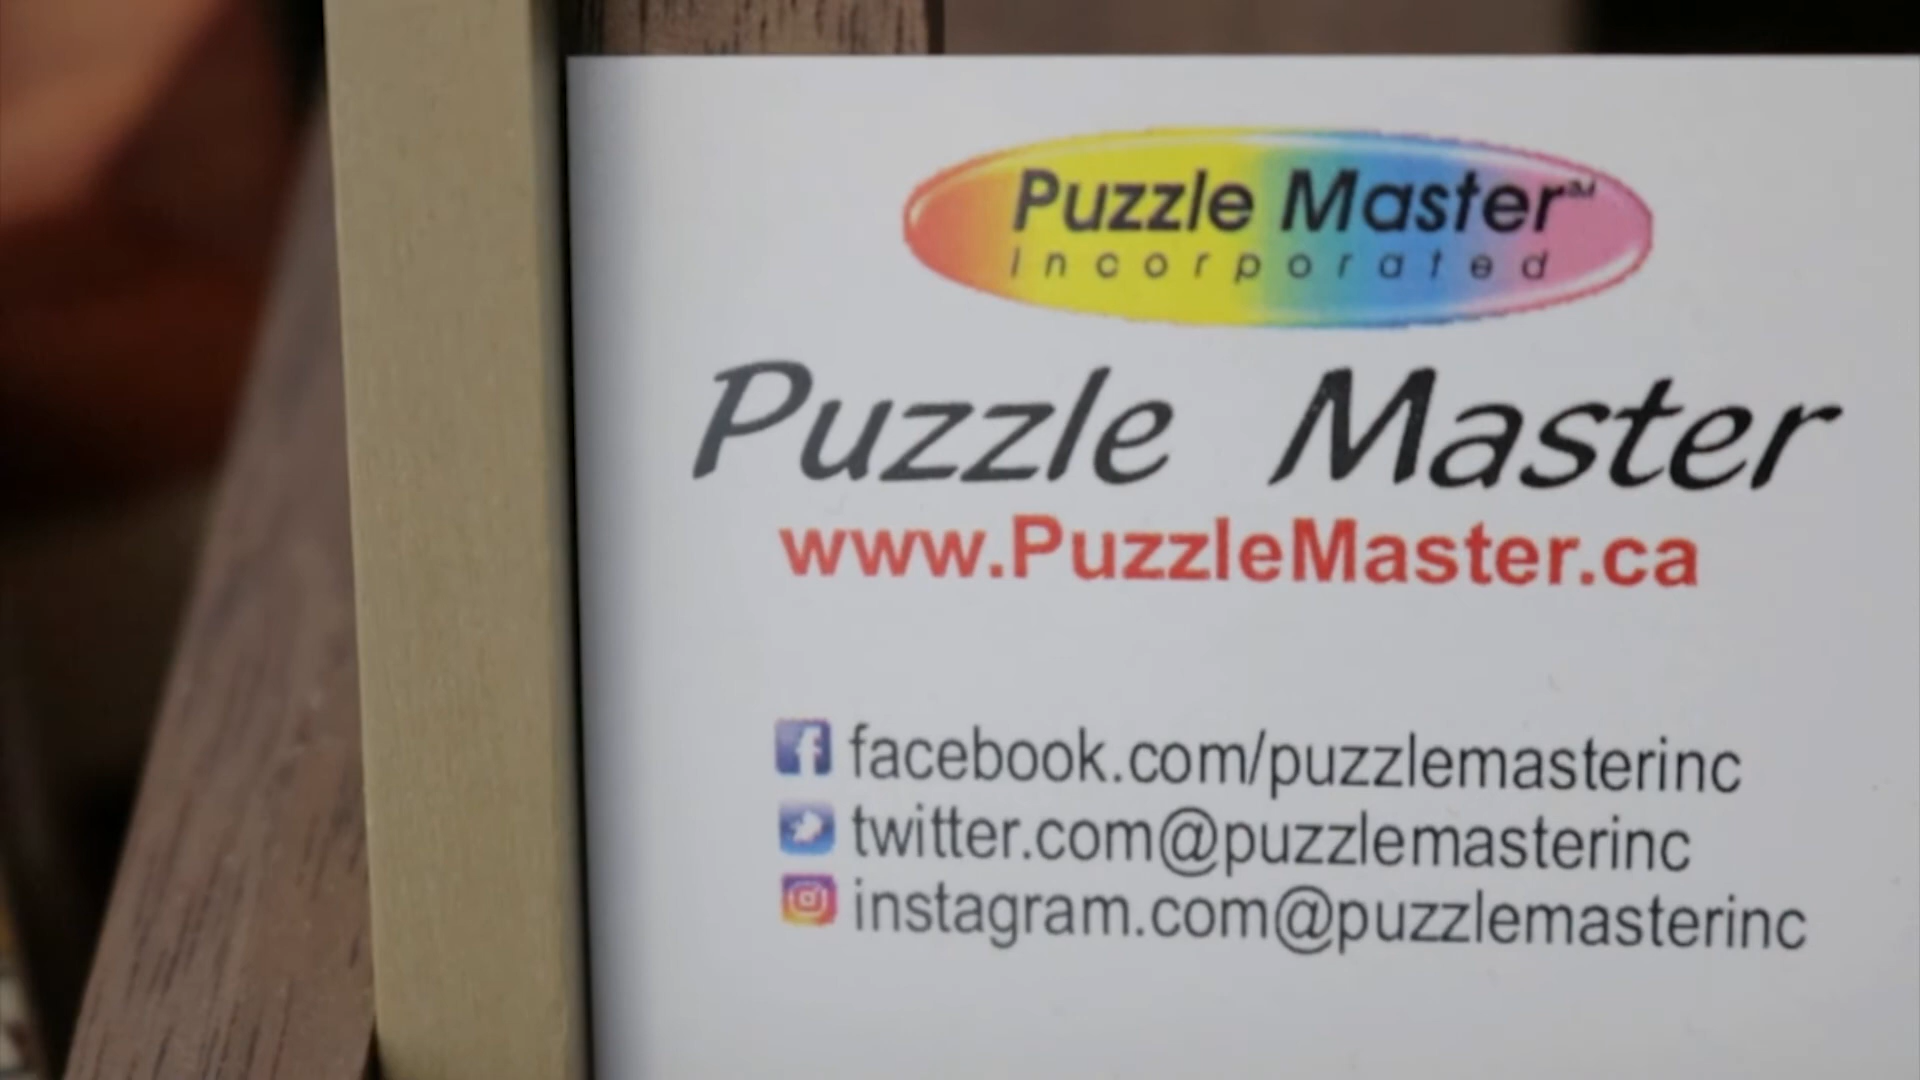 Puzzle Master™
Incorporated
Puzzle Master
www.PuzzleMaster.ca
facebook.com/puzzlemasterinc
twitter.com@puzzlemasterinc
instagram.com@puzzlemasterinc